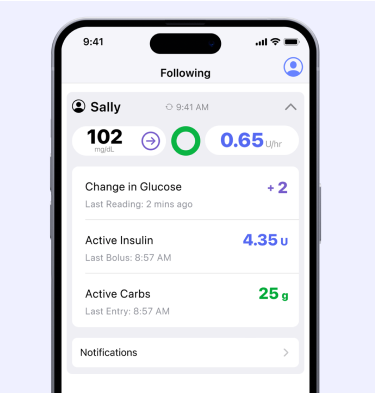 9:41
Following
Sally 9:41 AM
102 mg/dL
0.65 U/hr
Change in Glucose + 2
Last Reading: 2 mins ago
Active Insulin 4.35 U
Last Bolus: 8:57 AM
Active Carbs 25 g
Last Entry: 8:57 AM
Notifications